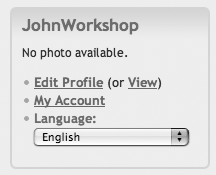 JohnWorkshop
No photo available.
Edit Profile (or View)
My Account
Language:
English